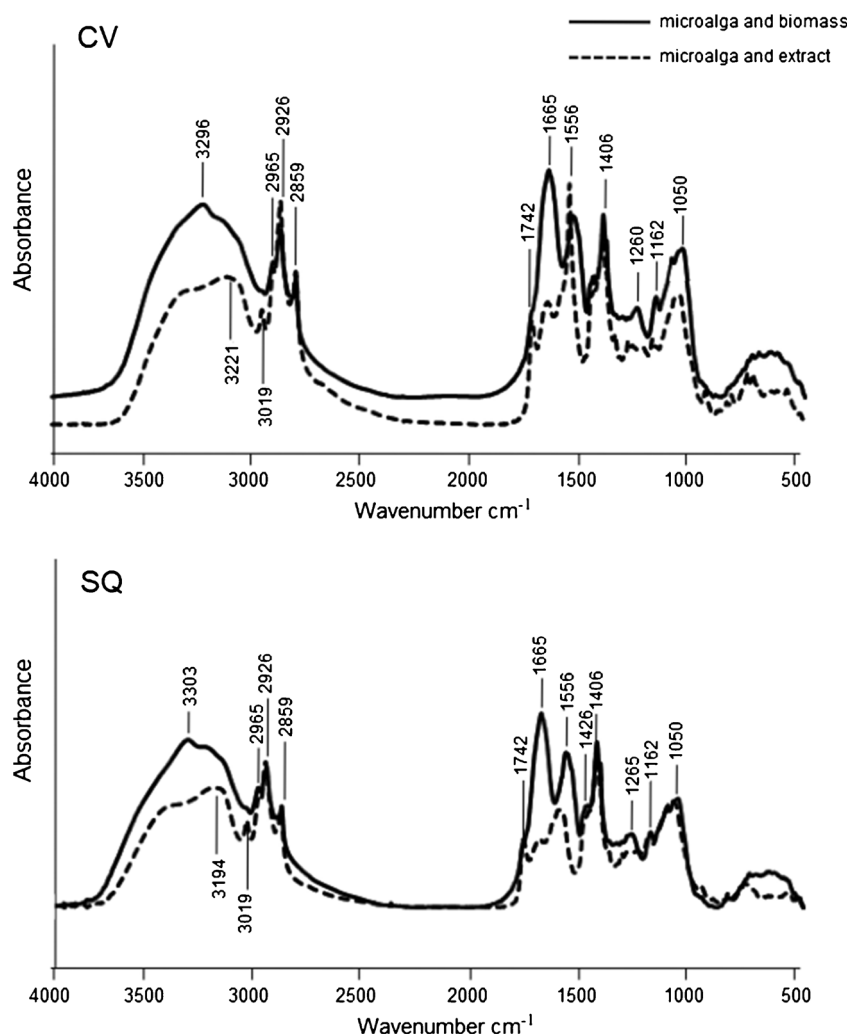 CV
microalga and biomass
microalga and extract
Absorbance
3296
2965
2926
2859
3221
3019
1742
1665
1556
1406
1260
1162
1050
4000 3500 3000 2500 2000 1500 1000 500
Wavenumber cm-1
SQ
Absorbance
3303
2965
2926
2859
3194
3019
1742
1665
1556
1426
1406
1265
1162
1050
4000 3500 3000 2500 2000 1500 1000 500
Wavenumber cm-1